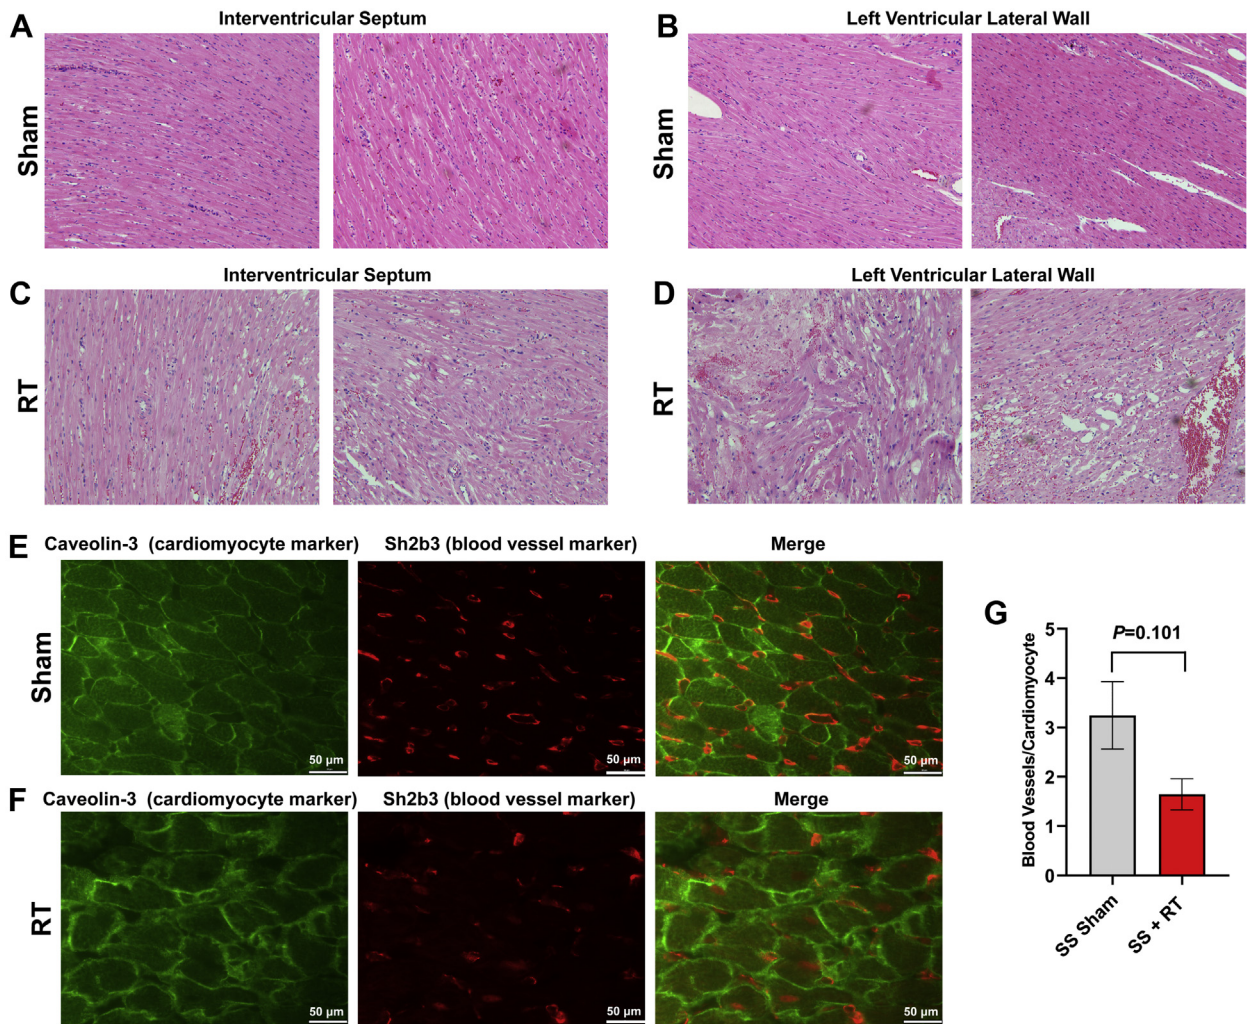 A
Interventricular Septum
B
Left Ventricular Lateral Wall
Sham
Sham
C
Interventricular Septum
D
Left Ventricular Lateral Wall
RT
RT
E
Caveolin-3 (cardiomyocyte marker)
Sh2b3 (blood vessel marker)
Merge
Sham
50 µm
50 µm
50 µm
F
Caveolin-3 (cardiomyocyte marker)
Sh2b3 (blood vessel marker)
Merge
RT
50 µm
50 µm
50 µm
G
Blood Vessels/Cardiomyocyte
5
4
3
2
1
0
P=0.101
SS Sham
SS + RT